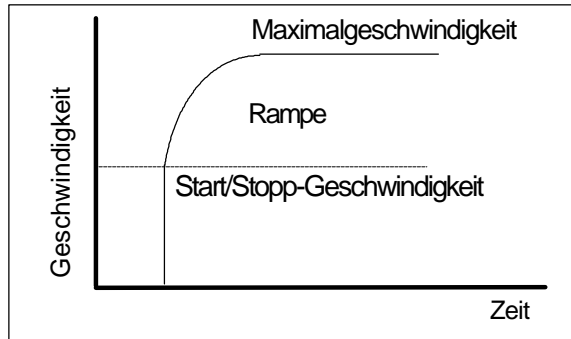 Maximalgeschwindigkeit
Rampe
Start/Stopp-Geschwindigkeit
Geschwindigkeit
Zeit